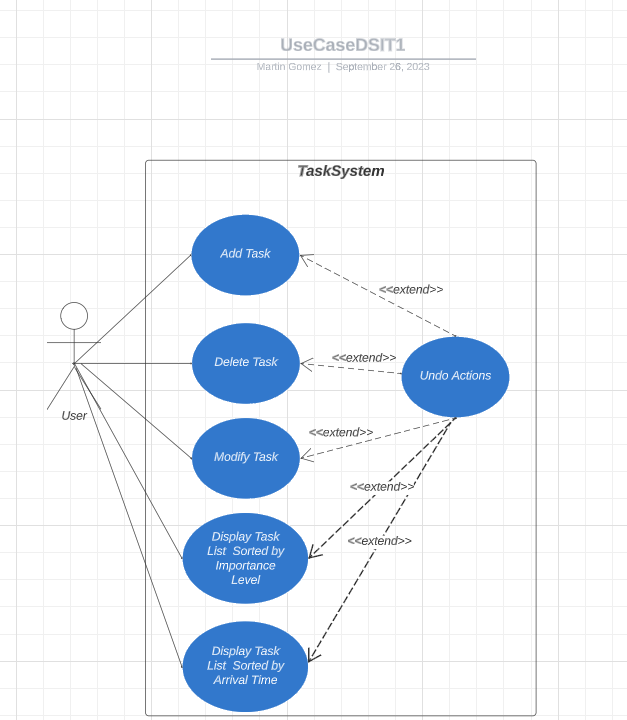 UseCaseDSIT1
Martin Gomez | September 26, 2023
TaskSystem
Add Task
<<extend>>
Delete Task
<<extend>>
Undo Actions
User
Modify Task
<<extend>>
<<extend>>
Display Task
List Sorted by
Importance
Level
<<extend>>
Display Task
List Sorted by
Arrival Time